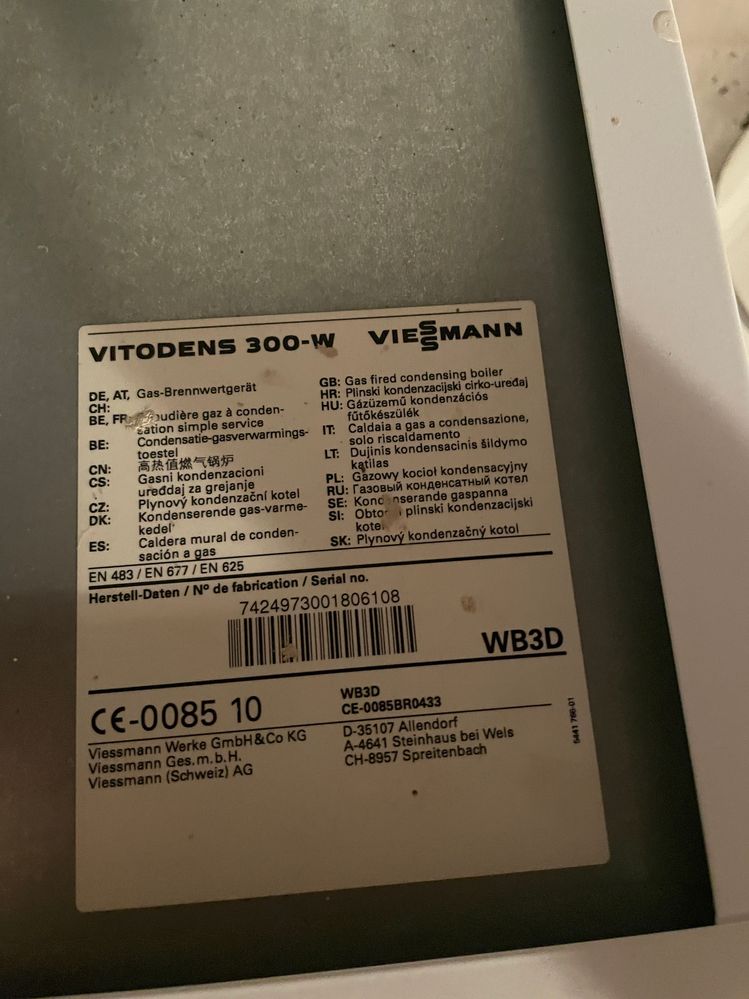 VITODENS 300-W VIESSMANN
DE, AT, CH: Gas-Brennwertgerät
BE, FR: udière gaz à conden-
sation simple service
BE: Condensatie-gasverwarmings-
toestel
CN: 高热值燃气锅炉
CS: Gasni kondenzacioni
uređaj za grejanje
CZ: Plynový kondenzační kotel
DK: Kondenserende gas-varme-
kedel
ES: Caldera mural de conden-
sación a gas
GB: Gas fired condensing boiler
HR: Plinski kondenzacijski cirko-uređaj
HU: Gázüzemű kondenzációs
fűtőkészülék
IT: Caldaia a gas a condensazione,
solo riscaldamento
LT: Dujinis kondensacinis šildymo
katilas
PL: Gazowy kocioł kondensacyjny
RU: Газовый конденсатный котел
SE: Kondenserande gaspanna
SI: plinski kondenzacijski
SK: Plynový kondenzačný kotol
EN 483 / EN 677 / EN 625
Herstell-Daten / Nº de fabrication / Serial no.
7424973001806108
WB3D
CE-0085 10
WB3D
CE-0085BR0433
Viessmann Werke GmbH&Co KG D-35107 Allendorf
Viessmann Ges.m.b.H. A-4641 Steinhaus bei Wels
Viessmann (Schweiz) AG CH-8957 Spreitenbach
5441 786-01